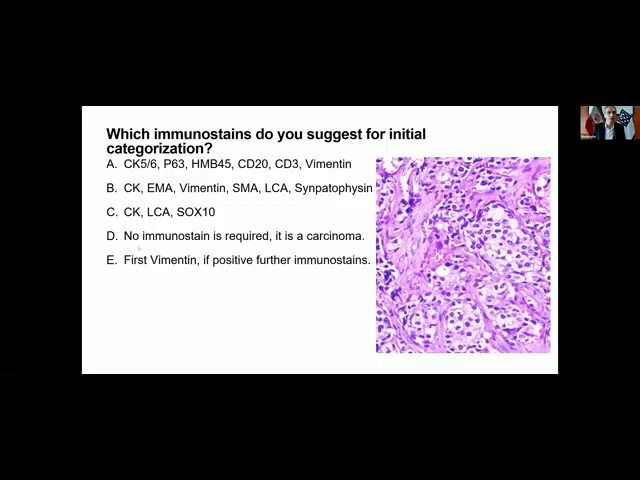 Which immunostains do you suggest for initial
categorization?
A. CK5/6, P63, HMB45, CD20, CD3, Vimentin
B. CK, EMA, Vimentin, SMA, LCA, Synpatophysin
C. CK, LCA, SOX10
D. No immunostain is required, it is a carcinoma.
E. First Vimentin, if positive further immunostains.